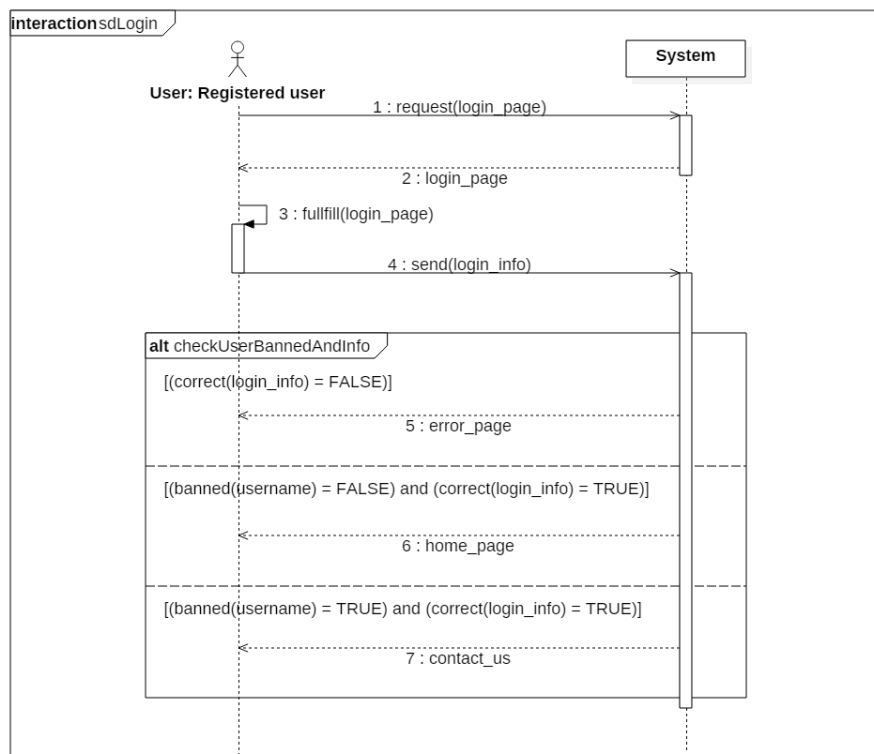 interaction sdLogin
System
User: Registered user
1 : request(login_page)
2 : login_page
3 : fullfill(login_page)
4 : send(login_info)
alt checkUserBannedAndInfo
[(correct(login_info) = FALSE)]
5 : error_page
[(banned(username) = FALSE) and (correct(login_info) = TRUE)]
6 : home_page
[(banned(username) = TRUE) and (correct(login_info) = TRUE)]
7 : contact_us